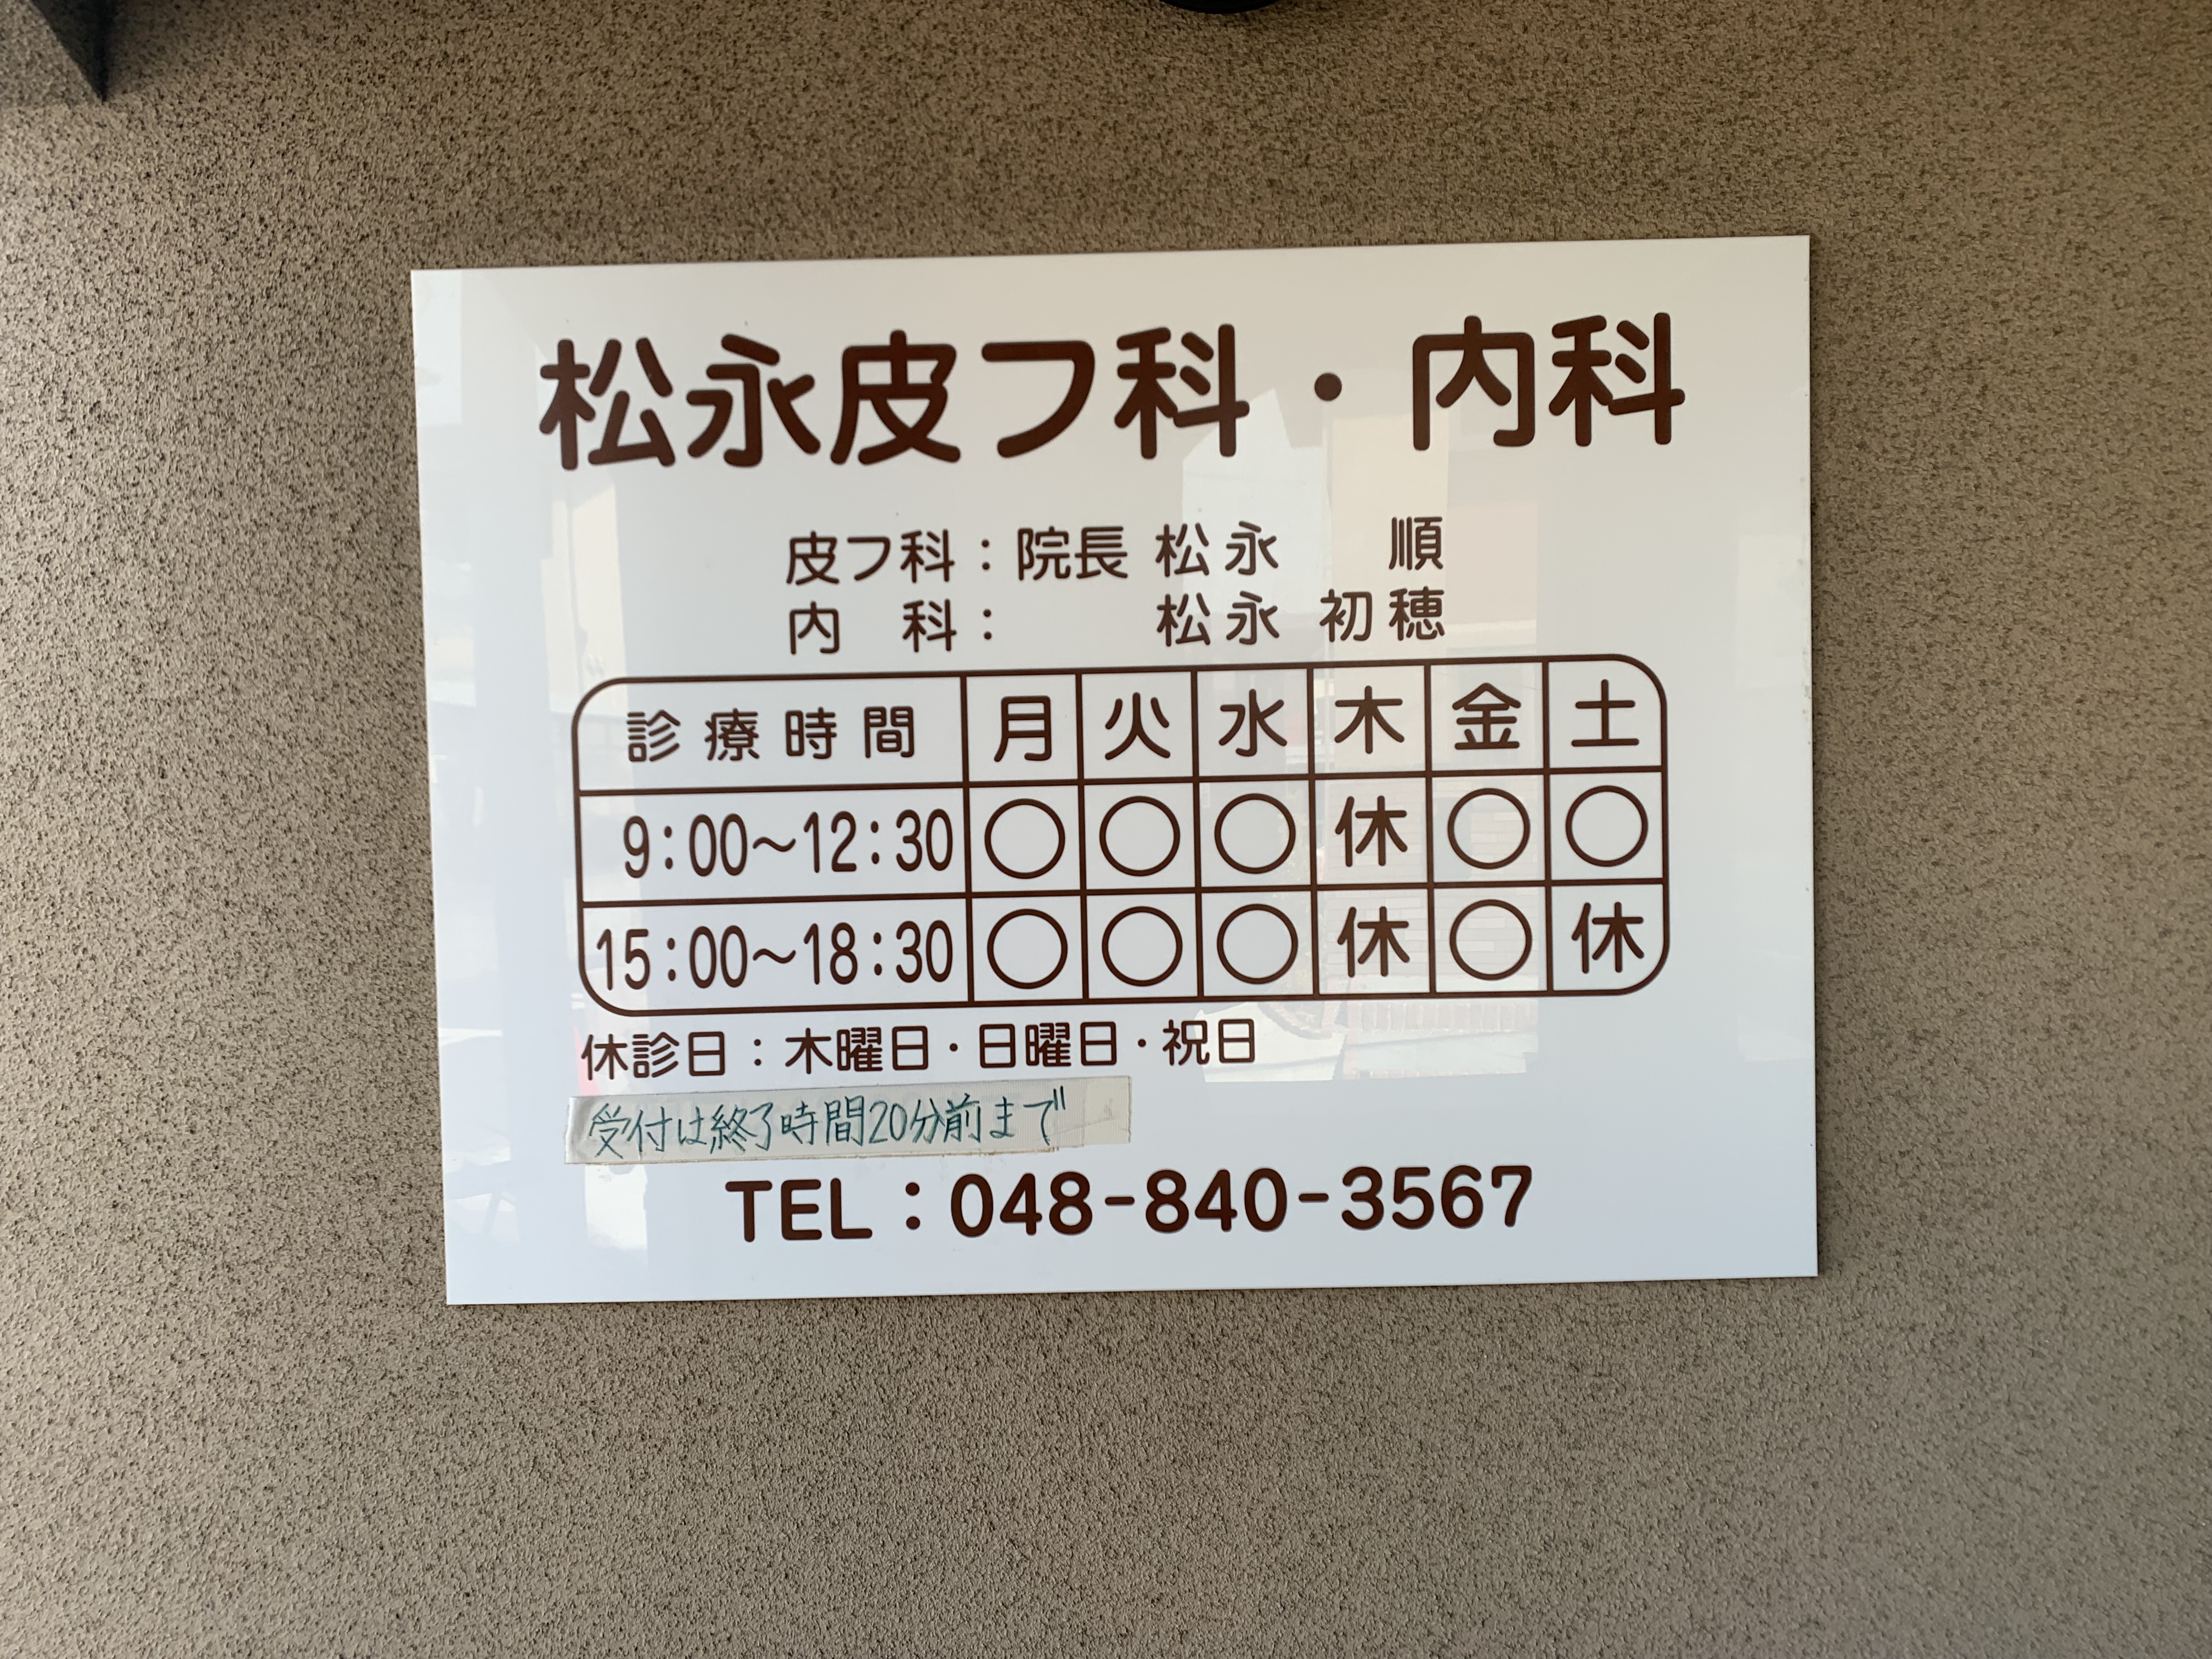 松永皮フ科・内科
皮フ科：院長 松永 順
内 科： 松永 初穂
診療時間 月 火 水 木 金 土
9:00～12:30 ○ ○ ○ 休 ○ ○
15:00～18:30 ○ ○ ○ 休 ○ 休
休診日：木曜日・日曜日・祝日
受付は終了時間20分前まで
TEL：048-840-3567